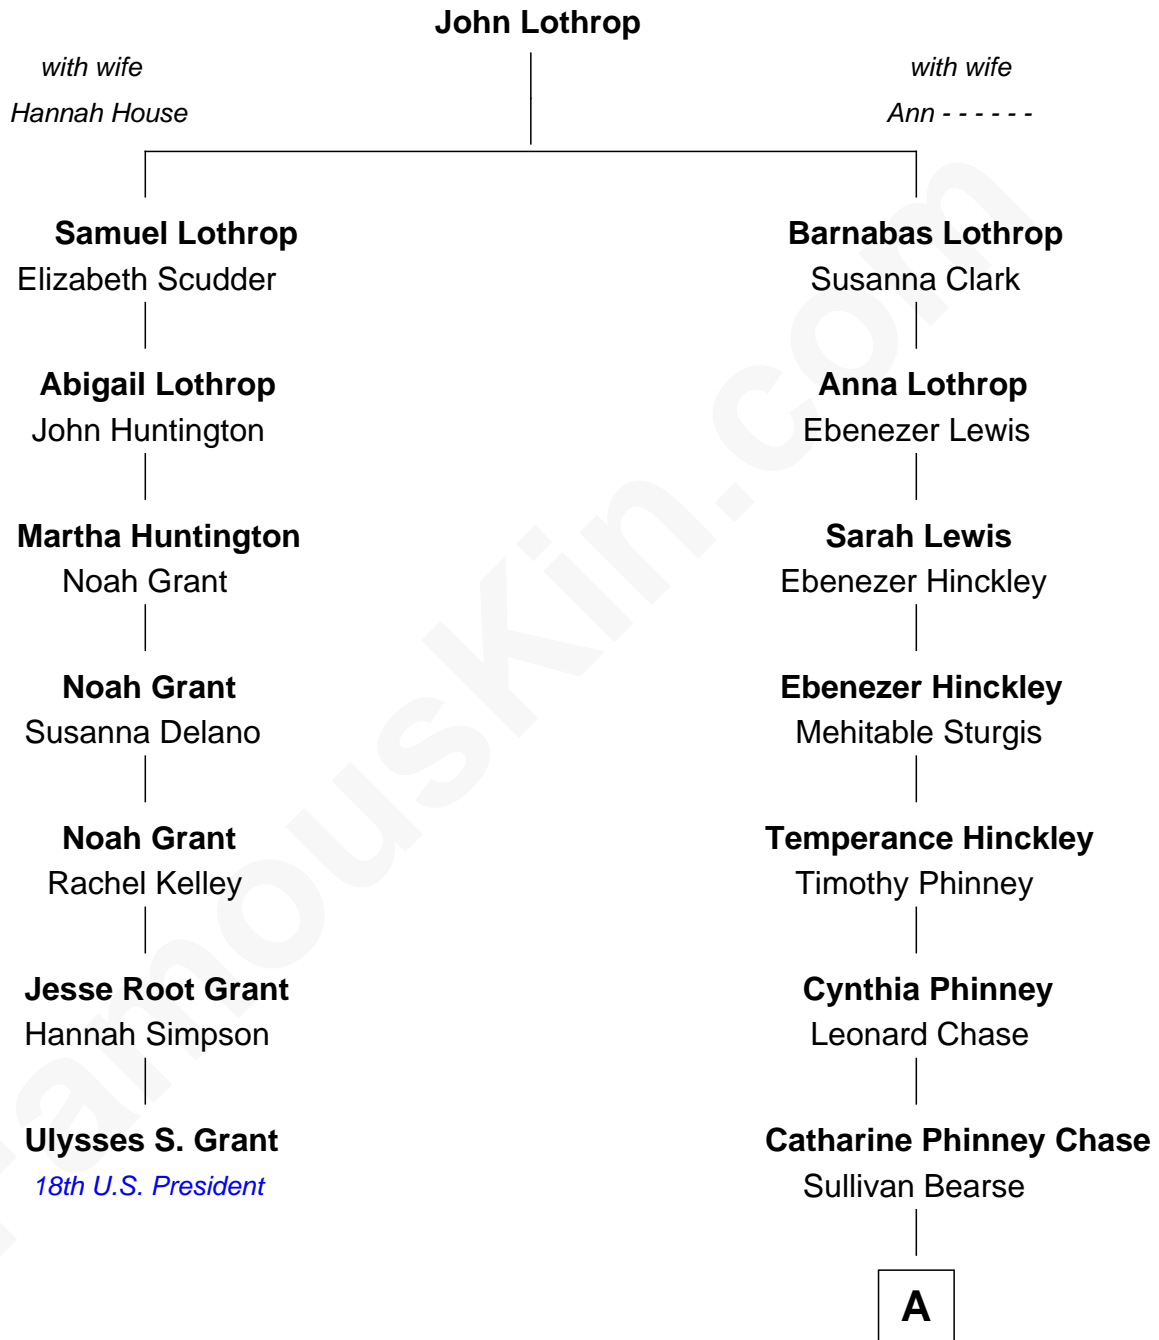 John Lothrop
with wife
Hannah House
with wife
Ann - - - - - -
Samuel Lothrop
Elizabeth Scudder
Barnabas Lothrop
Susanna Clark
Abigail Lothrop
John Huntington
Anna Lothrop
Ebenezer Lewis
Martha Huntington
Noah Grant
Sarah Lewis
Ebenezer Hinckley
Noah Grant
Susanna Delano
Ebenezer Hinckley
Mehitable Sturgis
Noah Grant
Rachel Kelley
Temperance Hinckley
Timothy Phinney
Jesse Root Grant
Hannah Simpson
Cynthia Phinney
Leonard Chase
Ulysses S. Grant
18th U.S. President
Catharine Phinney Chase
Sullivan Bearse
A
FamousKin.com